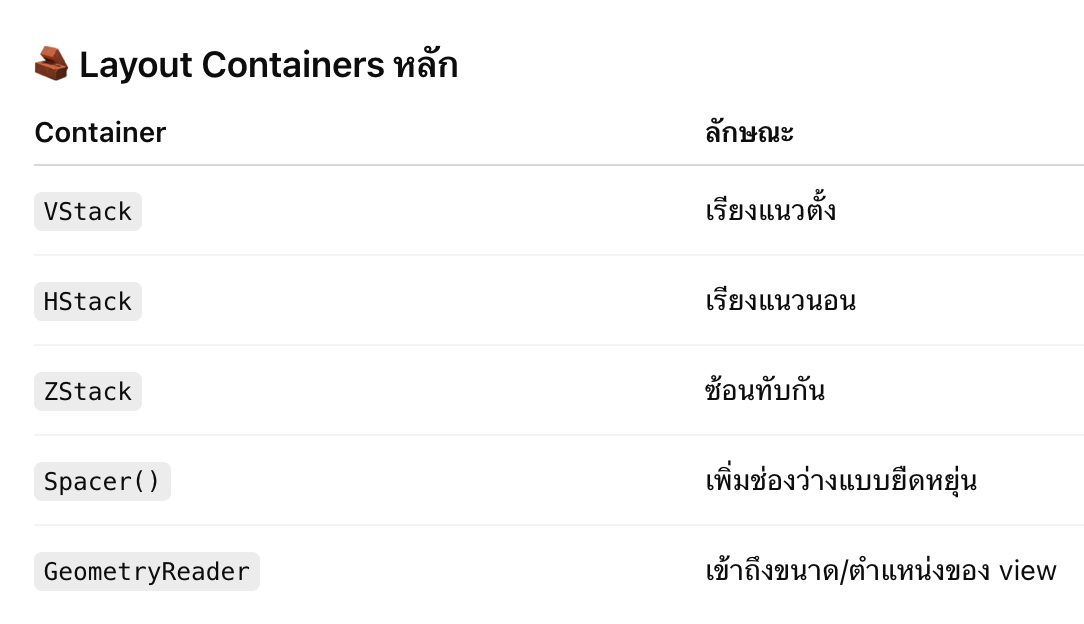 Layout Containers หลัก
Container ลักษณะ
VStack เรียงแนวตั้ง
HStack เรียงแนวนอน
ZStack ซ้อนทับกัน
Spacer() เพิ่มช่องว่างแบบยืดหยุ่น
GeometryReader เข้าถึงขนาด/ตำแหน่งของ view